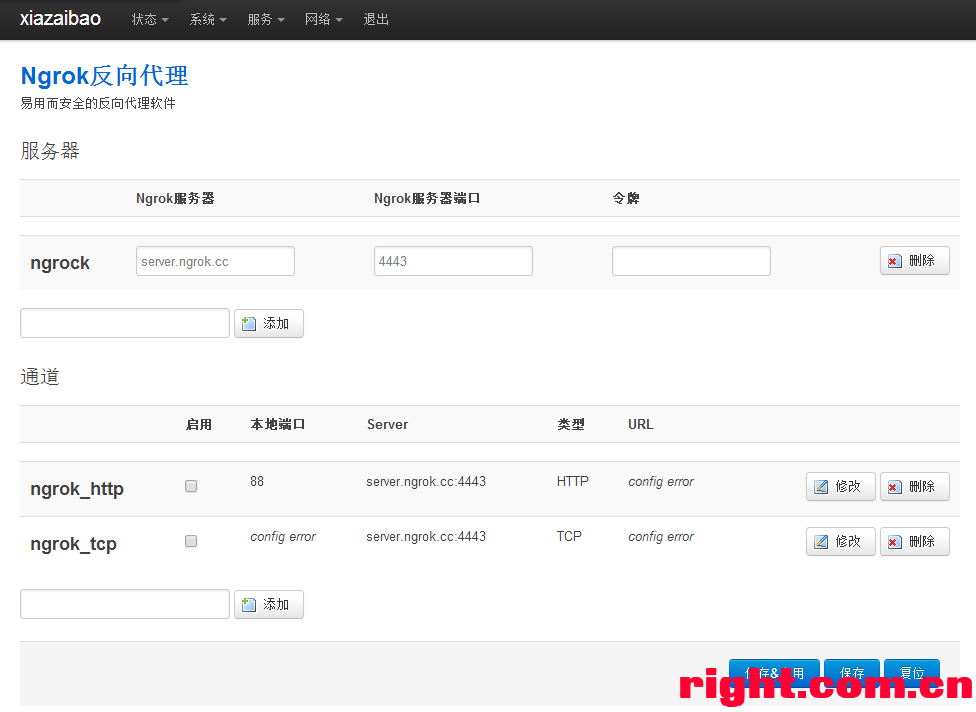 xiazaibao 状态 系统 服务 网络 退出
Ngrok反向代理
易用而安全的反向代理软件
服务器
Ngrok服务器 Ngrok服务器端口 令牌
ngrock server.ngrok.cc 4443 删除
添加
通道
启用 本地端口 Server 类型 URL
ngrok_http 88 server.ngrok.cc:4443 HTTP config error 修改 删除
ngrok_tcp config error server.ngrok.cc:4443 TCP config error 修改 删除
添加
保存&应用 保存 复位
right.com.cn